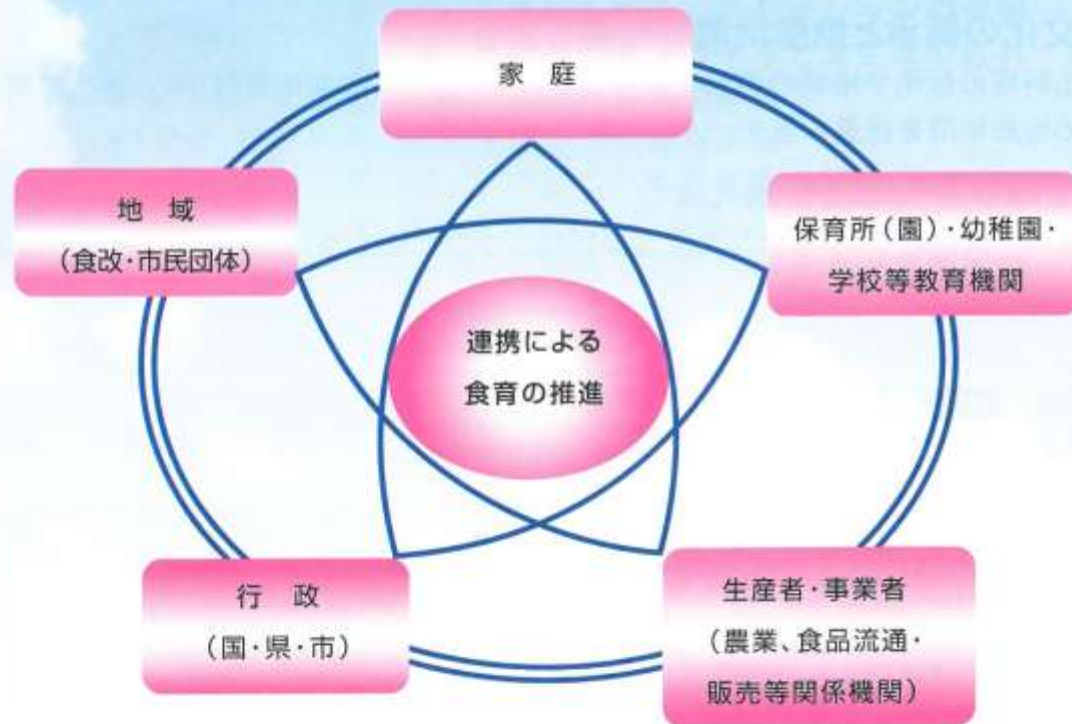 家 庭
地 域
(食改・市民団体)
保育所(園)・幼稚園・
学校等教育機関
連携による
食育の推進
行 政
(国・県・市)
生産者・事業者
(農業、食品流通・
販売等関係機関)